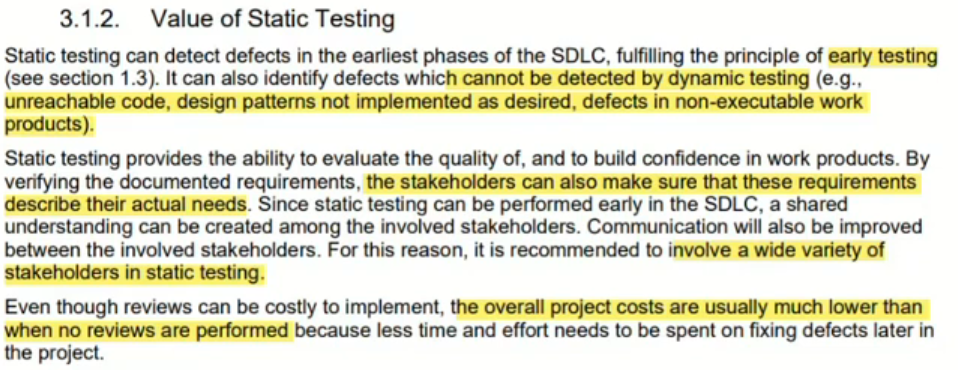 3.1.2. Value of Static Testing
Static testing can detect defects in the earliest phases of the SDLC, fulfilling the principle of early testing
(see section 1.3). It can also identify defects which cannot be detected by dynamic testing (e.g.,
unreachable code, design patterns not implemented as desired, defects in non-executable work
products).
Static testing provides the ability to evaluate the quality of, and to build confidence in work products. By
verifying the documented requirements, the stakeholders can also make sure that these requirements
describe their actual needs. Since static testing can be performed early in the SDLC, a shared
understanding can be created among the involved stakeholders. Communication will also be improved
between the involved stakeholders. For this reason, it is recommended to involve a wide variety of
stakeholders in static testing.
Even though reviews can be costly to implement, the overall project costs are usually much lower than
when no reviews are performed because less time and effort needs to be spent on fixing defects later in
the project.